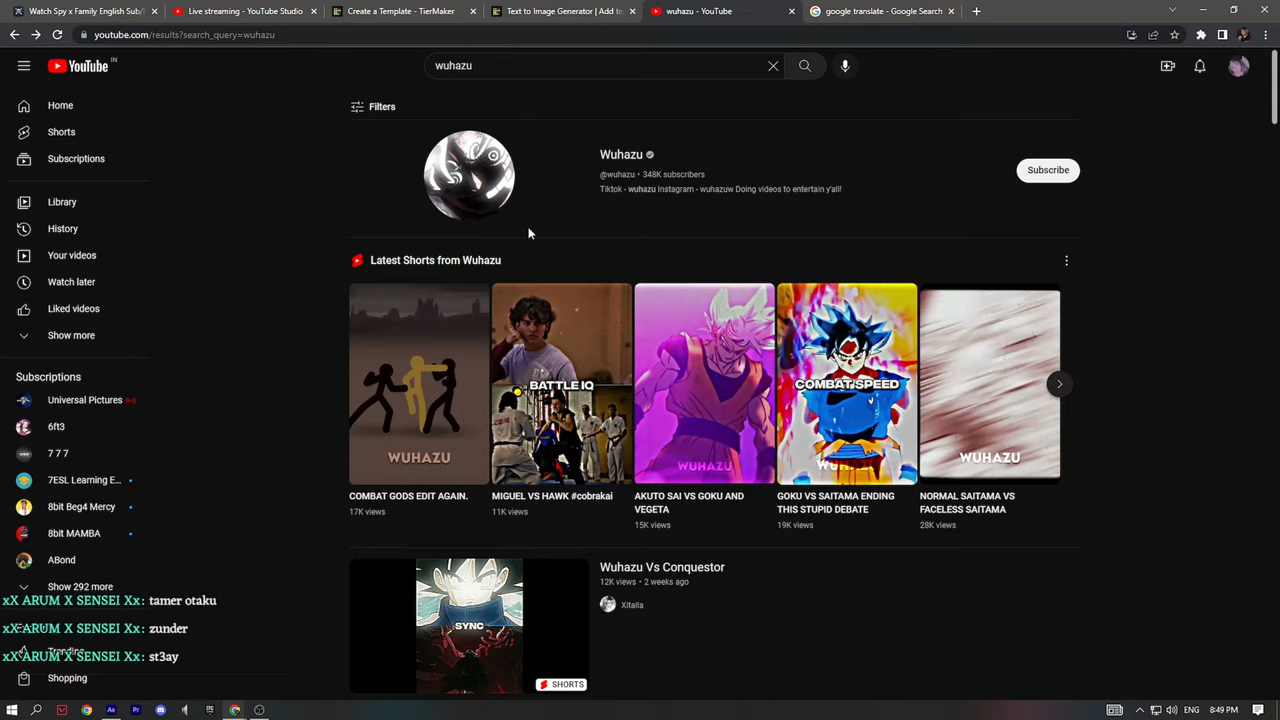 Watch Spy x Family English Sub/D
Live streaming - YouTube Studio
Create a Template - TierMaker
Text to Image Generator | Add te
wuhazu - YouTube
google translate - Google Search
youtube.com/results?search_query=wuhazu
YouTube IN
wuhazu
Home
Shorts
Subscriptions
Library
History
Your videos
Watch later
Liked videos
Show more
Subscriptions
Universal Pictures
6ft3
7 7 7
7ESL Learning E...
8bit Beg4 Mercy
8bit MAMBA
ABond
Show 292 more
xX ARUM X SENSEI Xx: tamer otaku
xX ARUM X SENSEI Xx: zunder
Trending
xX ARUM X SENSEI Xx: st3ay
Shopping
Filters
Wuhazu
@wuhazu • 348K subscribers
Tiktok - wuhazu Instagram - wuhazuw Doing videos to entertain y'all!
Subscribe
Latest Shorts from Wuhazu
WUHAZU
COMBAT GODS EDIT AGAIN.
17K views
BATTLE IQ
MIGUEL VS HAWK #cobrakai
11K views
WUHAZU
AKUTO SAI VS GOKU AND
VEGETA
15K views
COMBAT SPEED
GOKU VS SAITAMA ENDING
THIS STUPID DEBATE
19K views
WUHAZU
NORMAL SAITAMA VS
FACELESS SAITAMA
28K views
SYNC
SHORTS
Wuhazu Vs Conquestor
12K views • 2 weeks ago
Xitalla
ENG
8:49 PM